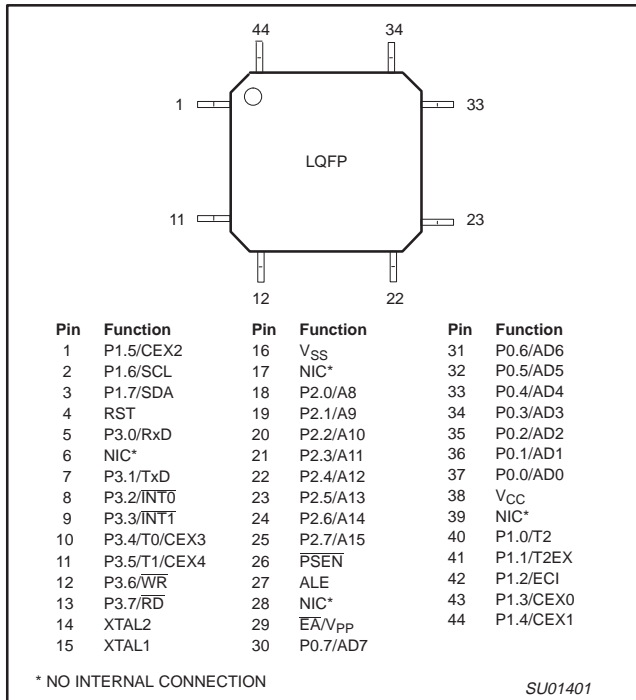 44 34
1 33
LQFP
11 23
12 22
Pin Function Pin Function Pin Function
1 P1.5/CEX2 16 VSS 31 P0.6/AD6
2 P1.6/SCL 17 NIC* 32 P0.5/AD5
3 P1.7/SDA 18 P2.0/A8 33 P0.4/AD4
4 RST 19 P2.1/A9 34 P0.3/AD3
5 P3.0/RxD 20 P2.2/A10 35 P0.2/AD2
6 NIC* 21 P2.3/A11 36 P0.1/AD1
7 P3.1/TxD 22 P2.4/A12 37 P0.0/AD0
8 P3.2/I̅N̅T̅0̅ 23 P2.5/A13 38 VCC
9 P3.3/I̅N̅T̅1̅ 24 P2.6/A14 39 NIC*
10 P3.4/T0/CEX3 25 P2.7/A15 40 P1.0/T2
11 P3.5/T1/CEX4 26 P̅S̅E̅N̅ 41 P1.1/T2EX
12 P3.6/W̅R̅ 27 ALE 42 P1.2/ECI
13 P3.7/R̅D̅ 28 NIC* 43 P1.3/CEX0
14 XTAL2 29 E̅A̅/VPP 44 P1.4/CEX1
15 XTAL1 30 P0.7/AD7
* NO INTERNAL CONNECTION
SU01401